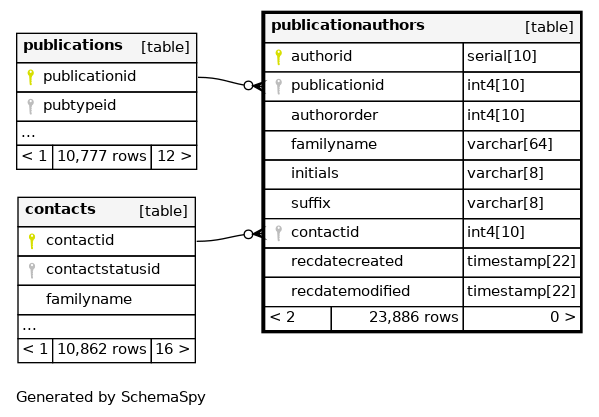 publications [table]
publicationid
pubtypeid
...
< 1 10,777 rows 12 >
contacts [table]
contactid
contactstatusid
familyname
...
< 1 10,862 rows 16 >
publicationauthors [table]
authorid serial[10]
publicationid int4[10]
authororder int4[10]
familyname varchar[64]
initials varchar[8]
suffix varchar[8]
contactid int4[10]
recdatecreated timestamp[22]
recdatemodified timestamp[22]
< 2 23,886 rows 0 >
Generated by SchemaSpy